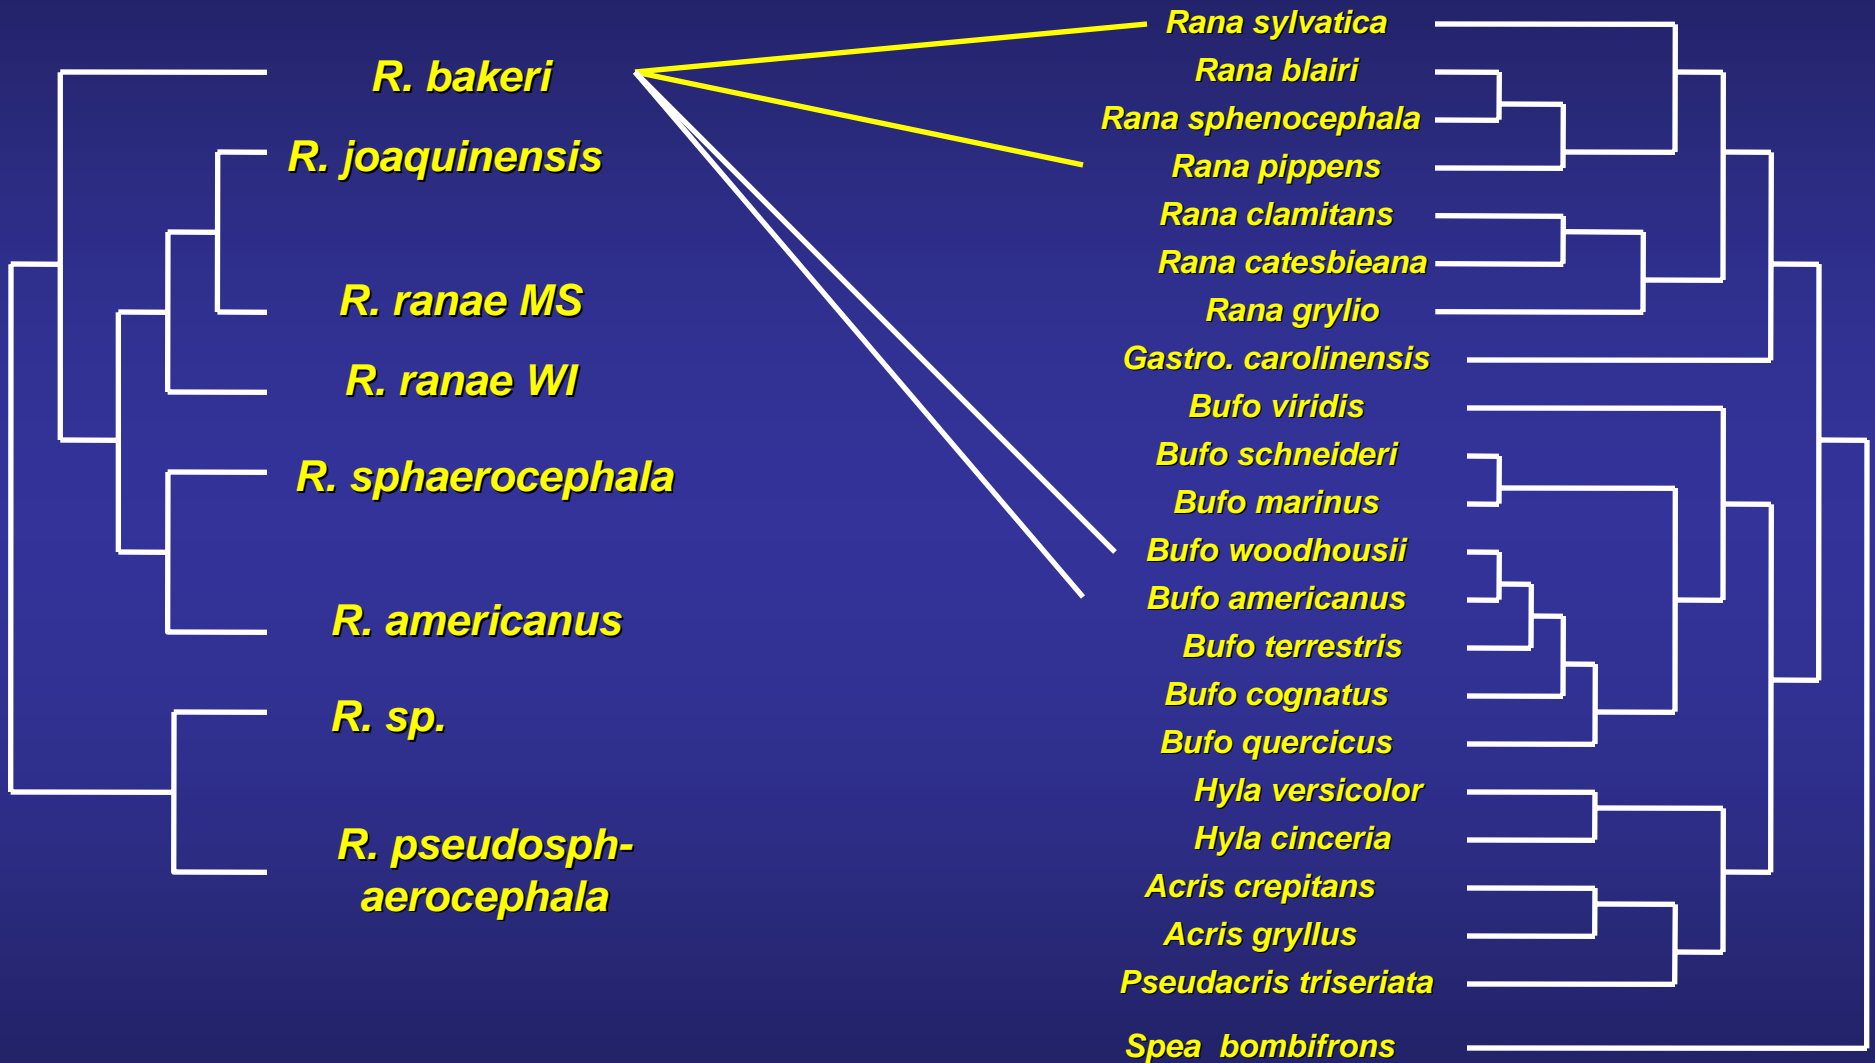 R. bakeri
R. joaquinensis
R. ranae MS
R. ranae WI
R. sphaerocephala
R. americanus
R. sp.
R. pseudosph-
aerocephala
Rana sylvatica
Rana blairi
Rana sphenocephala
Rana pippens
Rana clamitans
Rana catesbieana
Rana grylio
Gastro. carolinensis
Bufo viridis
Bufo schneideri
Bufo marinus
Bufo woodhousii
Bufo americanus
Bufo terrestris
Bufo cognatus
Bufo quercicus
Hyla versicolor
Hyla cinceria
Acris crepitans
Acris gryllus
Pseudacris triseriata
Spea bombifrons